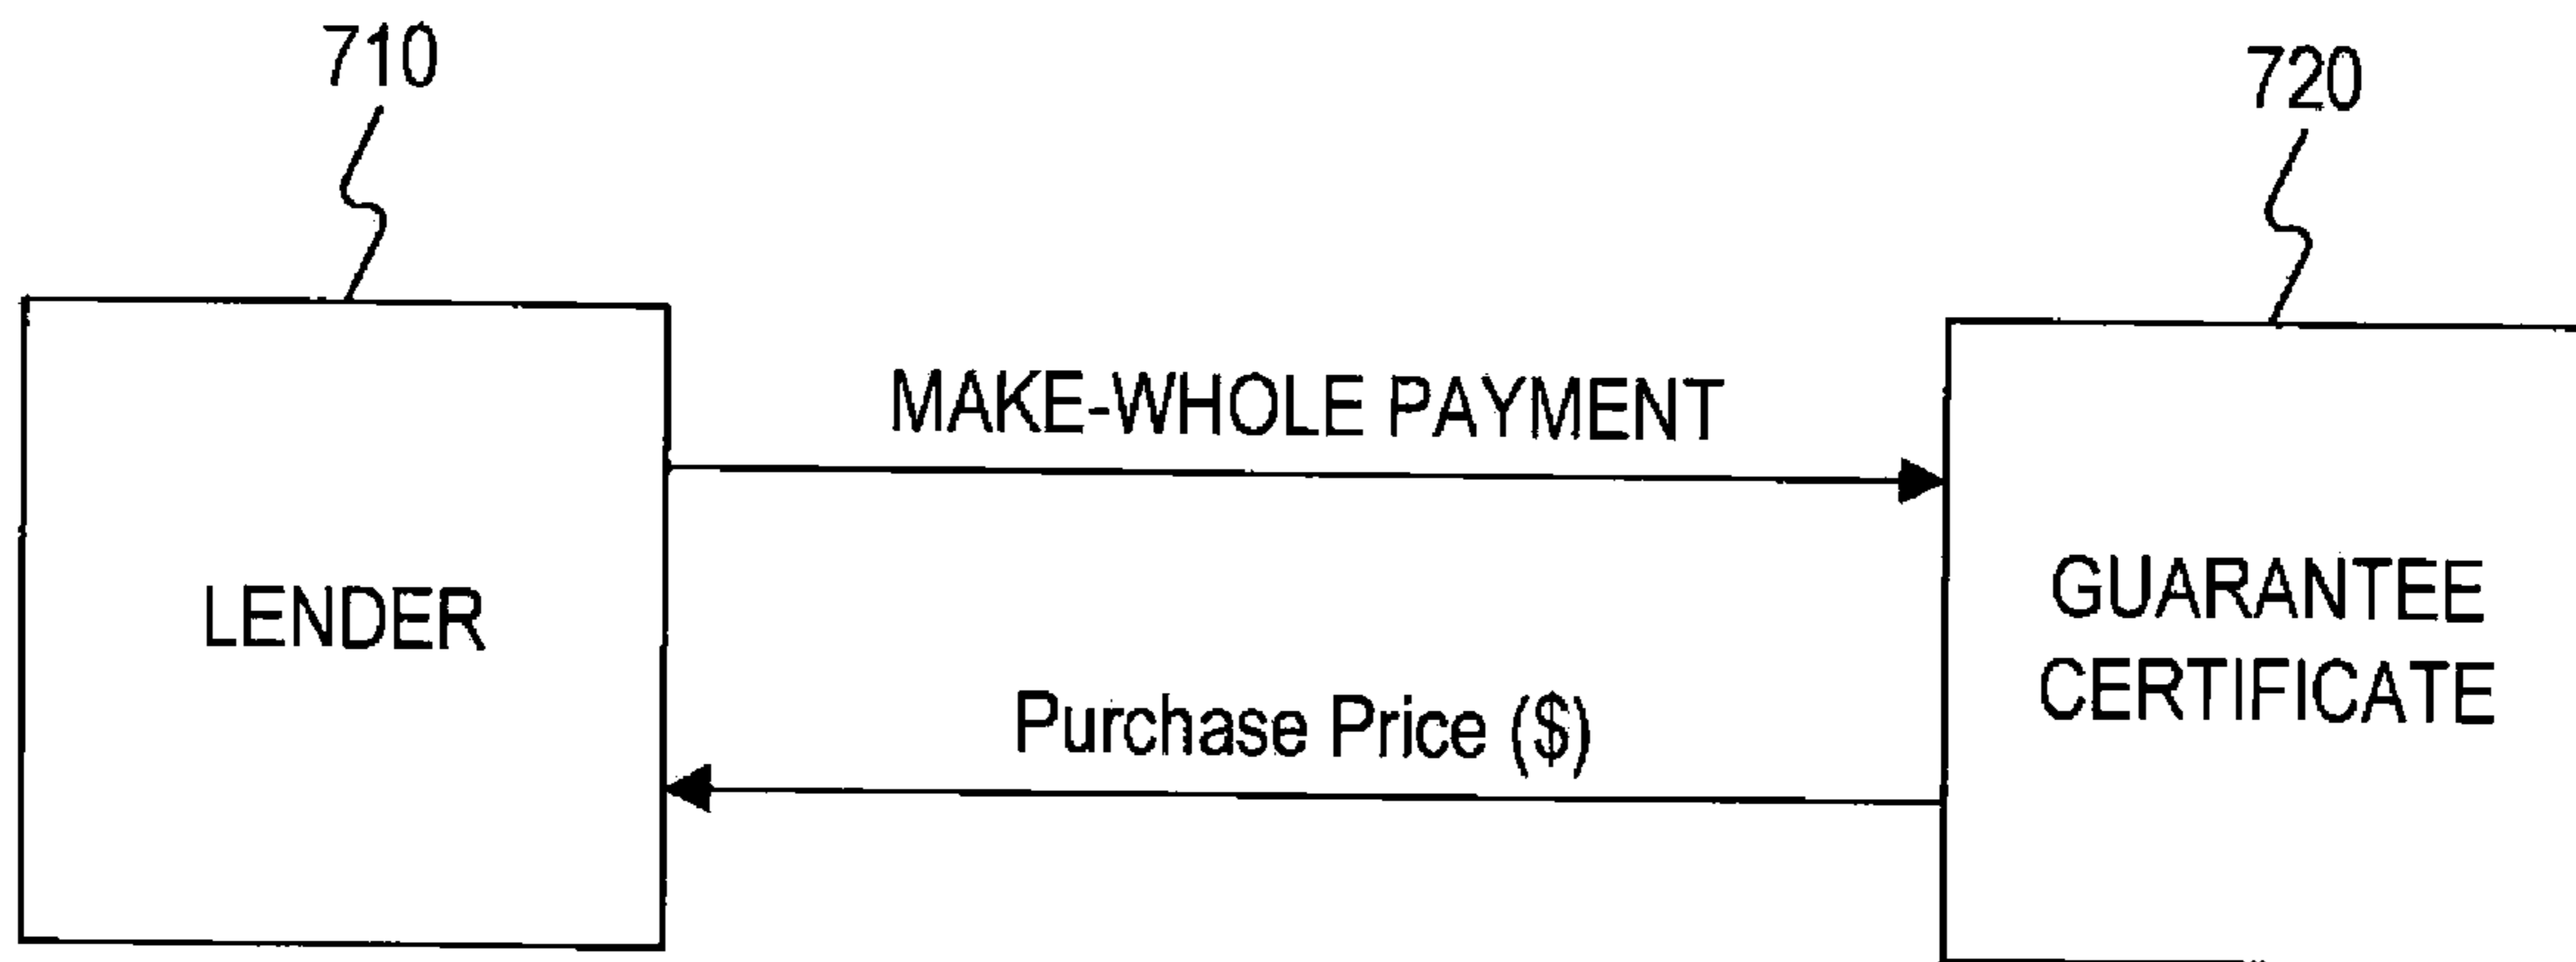 710
720
MAKE-WHOLE PAYMENT
LENDER
GUARANTEE
CERTIFICATE
Purchase Price ($)